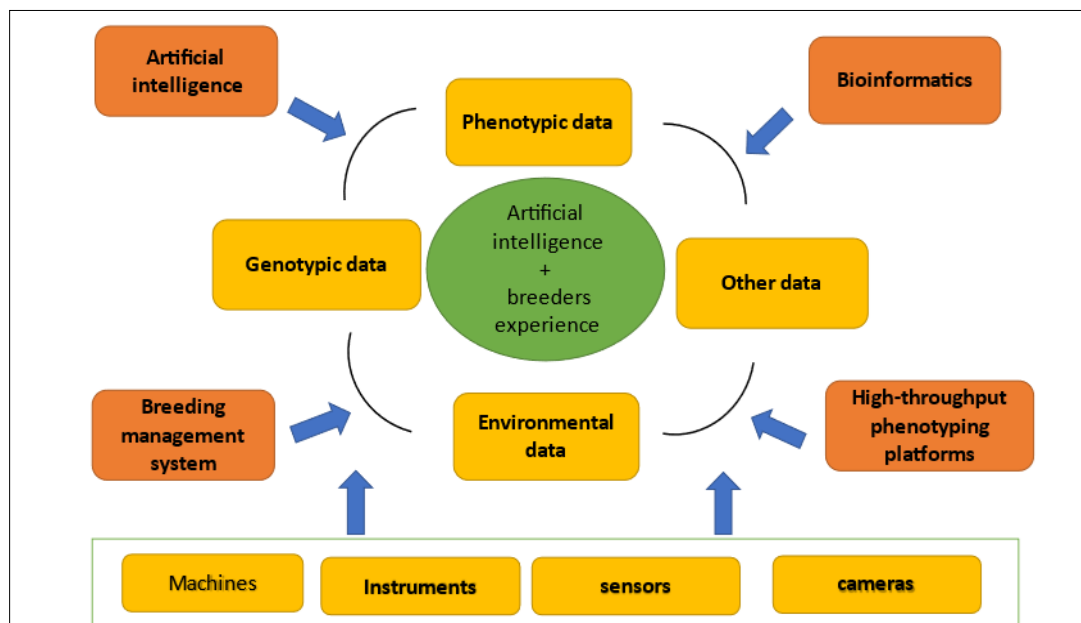 Artificial
intelligence
Bioinformatics
Phenotypic data
Artificial
intelligence
+
breeders
experience
Genotypic data
Other data
Breeding
management
system
Environmental
data
High-throughput
phenotyping
platforms
Machines
Instruments
sensors
cameras